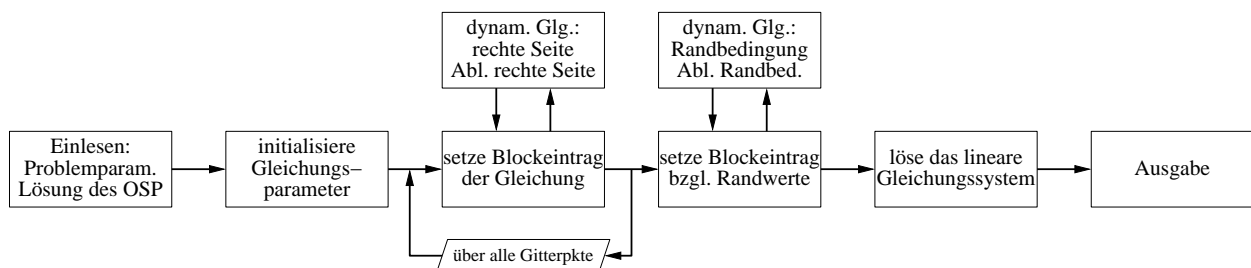 dynam. Glg.:
rechte Seite
Abl. rechte Seite
dynam. Glg.:
Randbedingung
Abl. Randbed.
Einlesen:
Problemparam.
Lösung des OSP
initialisiere
Gleichungs–
parameter
setze Blockeintrag
der Gleichung
setze Blockeintrag
bzgl. Randwerte
löse das lineare
Gleichungssystem
Ausgabe
über alle Gitterpkte